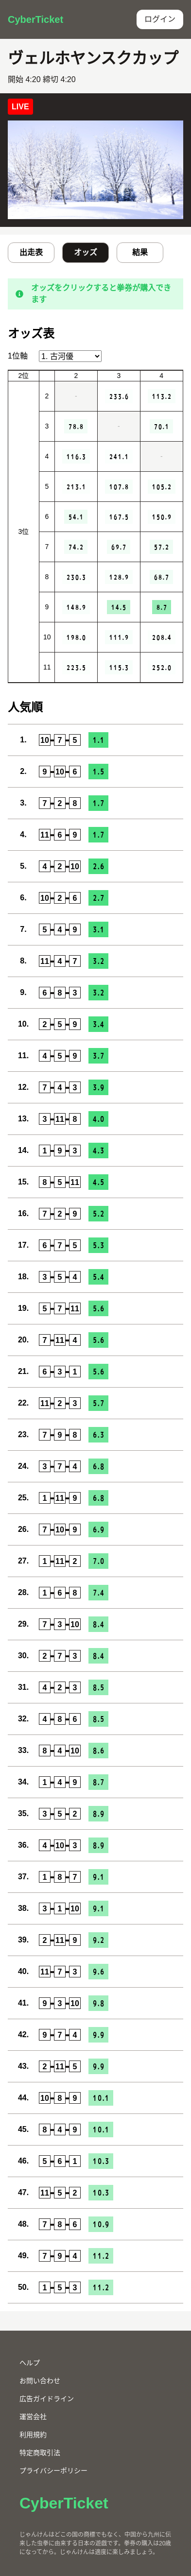 CyberTicket
ログイン
ヴェルホヤンスクカップ
開始 4:20 締切 4:20
LIVE
出走表 オッズ 結果
オッズをクリックすると拳券が購入できます
オッズ表
1位軸 1. 古河優
2位 2 3 4
3位
2 - 233.6 113.2
3 78.8 - 70.1
4 116.3 241.1 -
5 213.1 107.8 105.2
6 54.1 167.5 150.9
7 74.2 69.7 57.2
8 230.3 128.9 68.7
9 148.9 14.5 8.7
10 198.0 111.9 208.4
11 223.5 115.3 252.0
人気順
1. 10-7-5 1.1
2. 9-10-6 1.5
3. 7-2-8 1.7
4. 11-6-9 1.7
5. 4-2-10 2.6
6. 10-2-6 2.7
7. 5-4-9 3.1
8. 11-4-7 3.2
9. 6-8-3 3.2
10. 2-5-9 3.4
11. 4-5-9 3.7
12. 7-4-3 3.9
13. 3-11-8 4.0
14. 1-9-3 4.3
15. 8-5-11 4.5
16. 7-2-9 5.2
17. 6-7-5 5.3
18. 3-5-4 5.4
19. 5-7-11 5.6
20. 7-11-4 5.6
21. 6-3-1 5.6
22. 11-2-3 5.7
23. 7-9-8 6.3
24. 3-7-4 6.8
25. 1-11-9 6.8
26. 7-10-9 6.9
27. 1-11-2 7.0
28. 1-6-8 7.4
29. 7-3-10 8.4
30. 2-7-3 8.4
31. 4-2-3 8.5
32. 4-8-6 8.5
33. 8-4-10 8.6
34. 1-4-9 8.7
35. 3-5-2 8.9
36. 4-10-3 8.9
37. 1-8-7 9.1
38. 3-1-10 9.1
39. 2-11-9 9.2
40. 11-7-3 9.6
41. 9-3-10 9.8
42. 9-7-4 9.9
43. 2-11-5 9.9
44. 10-8-9 10.1
45. 8-4-9 10.1
46. 5-6-1 10.3
47. 11-5-2 10.3
48. 7-8-6 10.9
49. 7-9-4 11.2
50. 1-5-3 11.2
ヘルプ
お問い合わせ
広告ガイドライン
運営会社
利用規約
特定商取引法
プライバシーポリシー
CyberTicket
じゃんけんはどこの国の商標でもなく、中国から九州に伝来した虫拳に由来する日本の遊戯です。拳券の購入は20歳になってから。じゃんけんは適度に楽しみましょう。